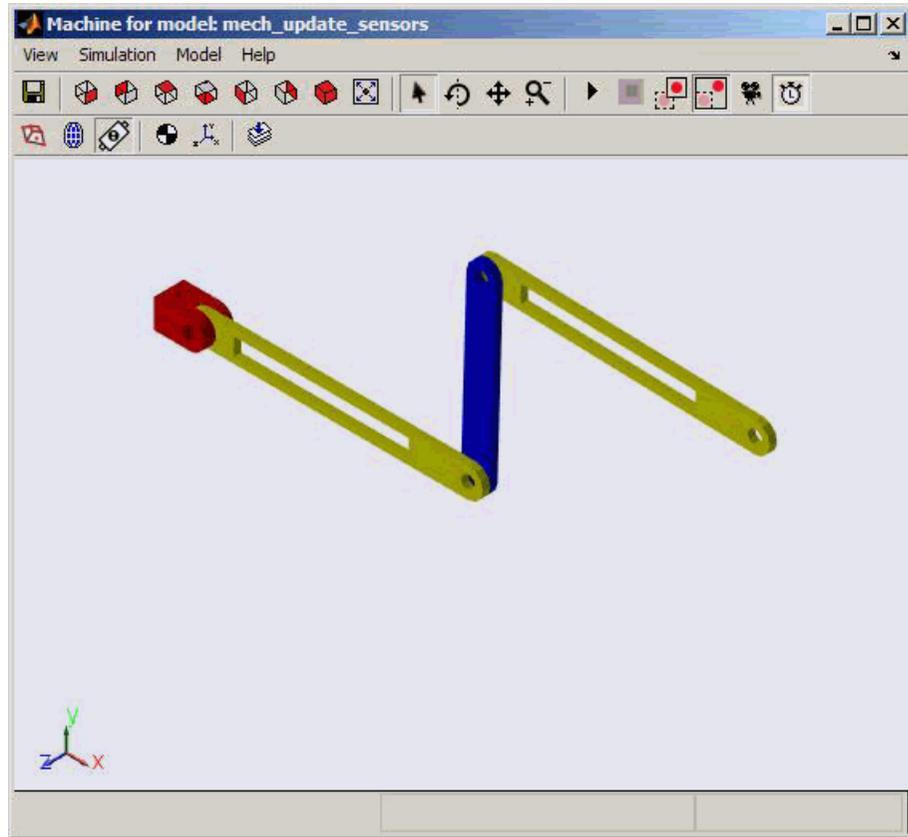 Machine for model: mech_update_sensors
View Simulation Model Help
y
Z X